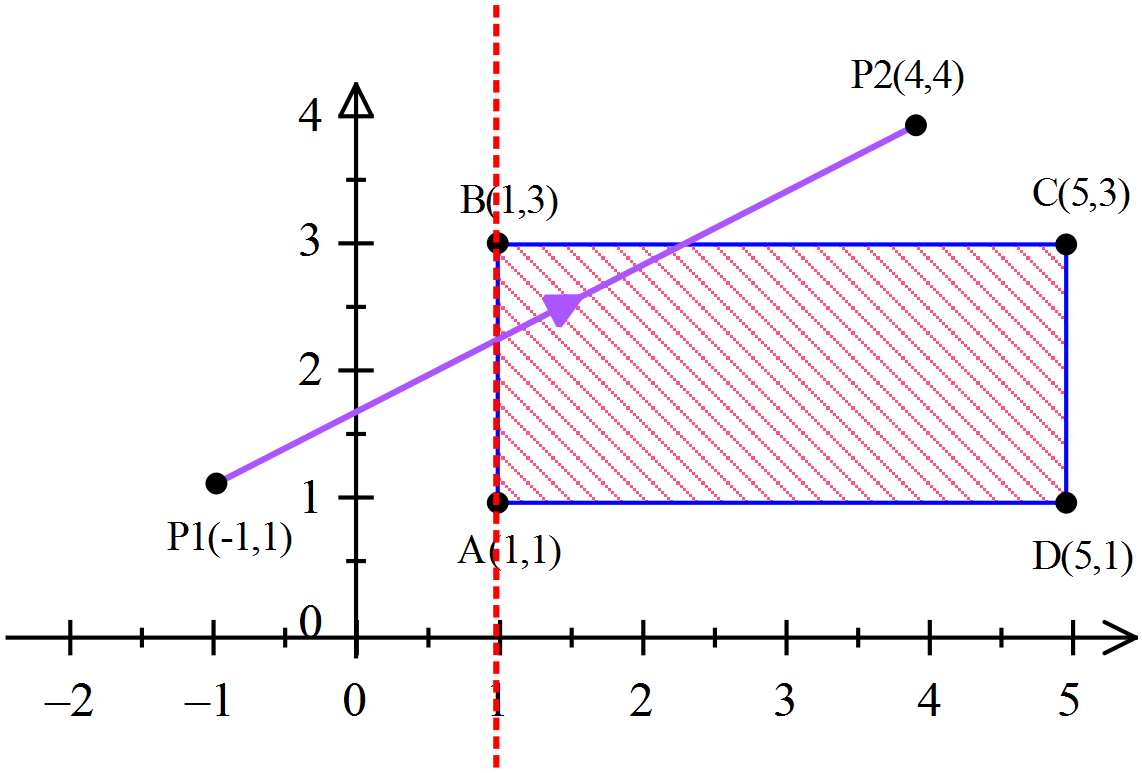 P2(4,4)
4
B(1,3)
C(5,3)
3
2
1
P1(-1,1)
A(1,1)
D(5,1)
0
–2 –1 0 1 2 3 4 5